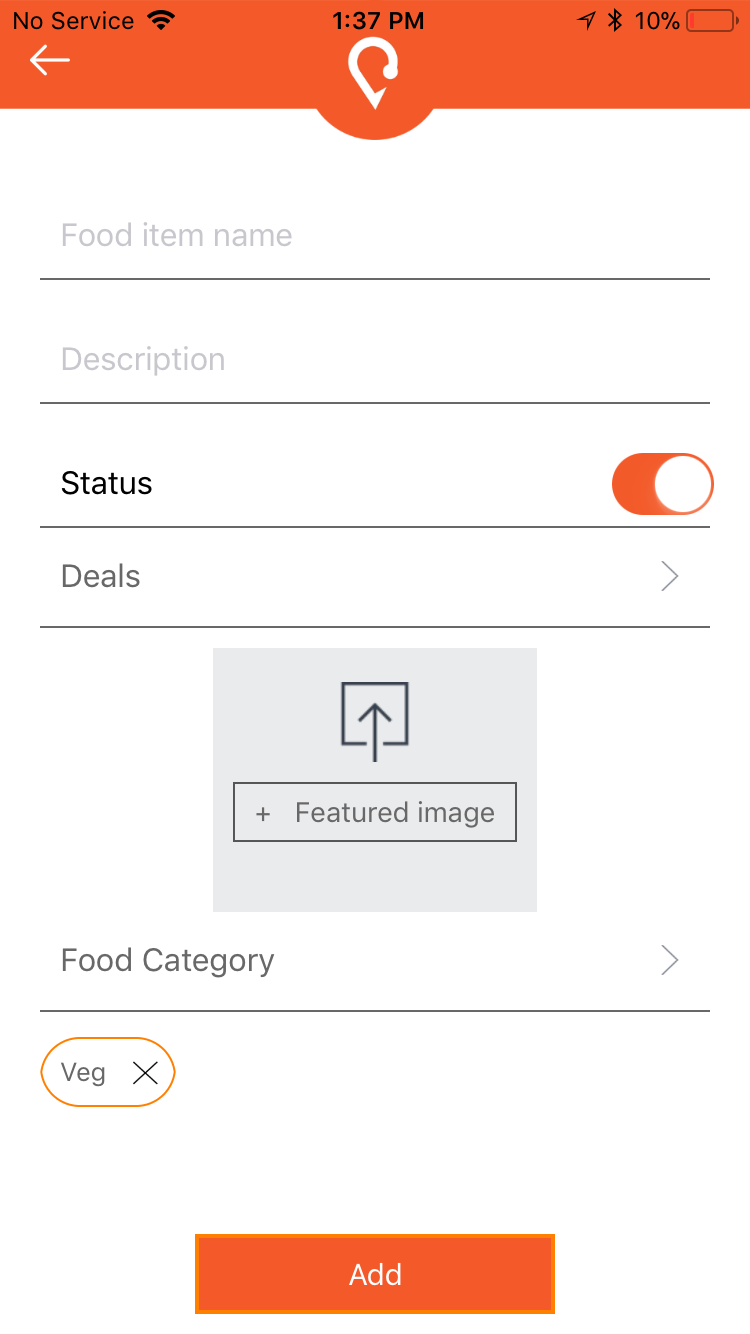 No Service 1:37 PM 10%
Food item name
Description
Status
Deals
+ Featured image
Food Category
Veg
Add